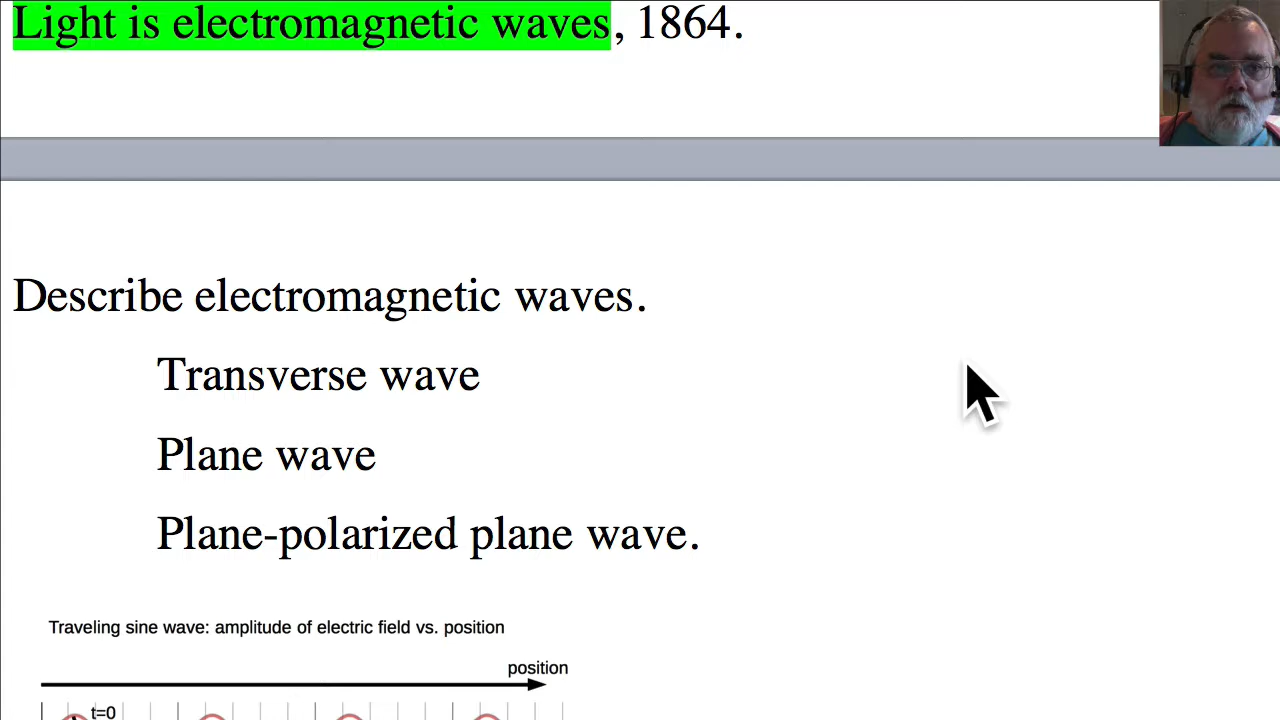 Light is electromagnetic waves, 1864.
Describe electromagnetic waves.
Transverse wave
Plane wave
Plane-polarized plane wave.
Traveling sine wave: amplitude of electric field vs. position
position
t=0